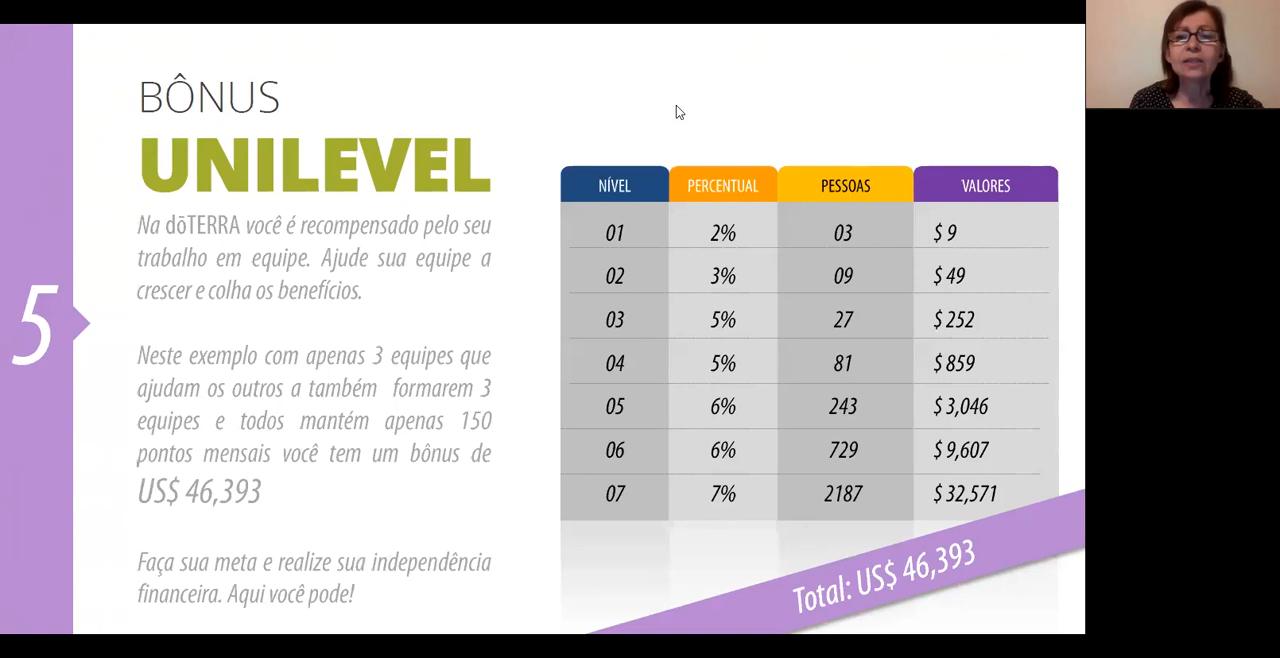 5
BÔNUS
UNILEVEL
Na dōTERRA você é recompensado pelo seu
trabalho em equipe. Ajude sua equipe a
crescer e colha os benefícios.
Neste exemplo com apenas 3 equipes que
ajudam os outros a também formarem 3
equipes e todos mantém apenas 150
pontos mensais você tem um bônus de
US$ 46,393
Faça sua meta e realize sua independência
financeira. Aqui você pode!
NÍVEL PERCENTUAL PESSOAS VALORES
01 2% 03 $ 9
02 3% 09 $ 49
03 5% 27 $ 252
04 5% 81 $ 859
05 6% 243 $ 3,046
06 6% 729 $ 9,607
07 7% 2187 $ 32,571
Total: US$ 46,393